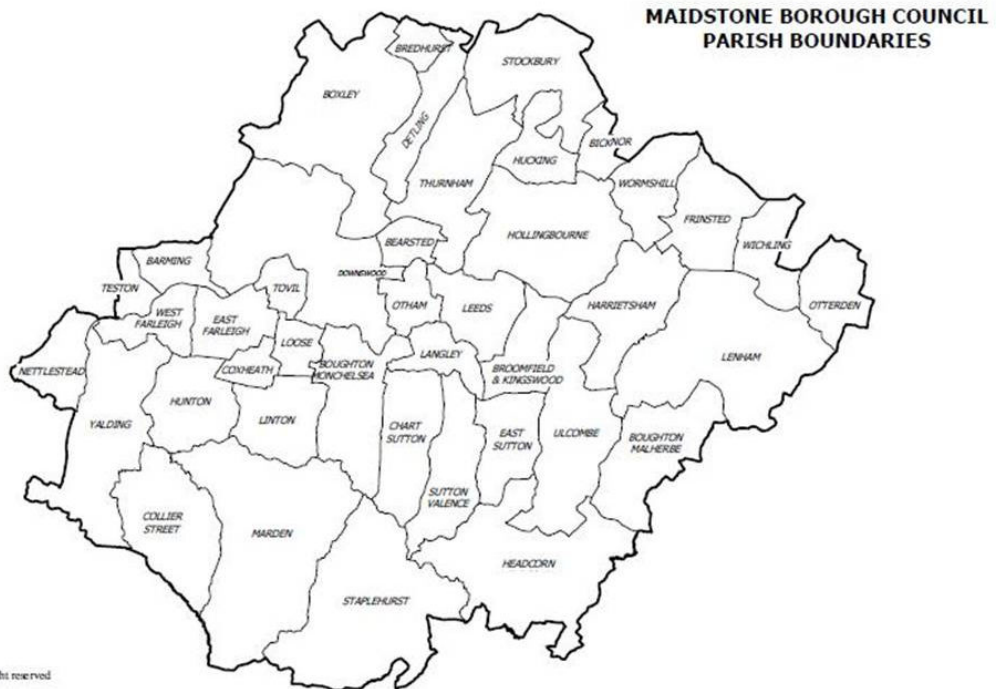 MAIDSTONE BOROUGH COUNCIL
PARISH BOUNDARIES
BREDHURST
STOCKBURY
BOXLEY
DETLING
BICKNOR
HUCKING
THURNHAM
WORMSHILL
FRINSTED
HOLLINGBOURNE
BEARSTED
WICHLING
BARMING
DOWNSWOOD
TESTON
TOVIL
OTTERDEN
OTHAM
LEEDS
HARRIETSHAM
WEST
FARLEIGH
EAST
FARLEIGH
LOOSE
LANGLEY
LENHAM
NETTLESTEAD
COXHEATH
BOUGHTON
MONCHELSEA
BROOMFIELD
& KINGSWOOD
HUNTON
LINTON
YALDING
CHART
SUTTON
EAST
SUTTON
ULCOMBE
BOUGHTON
MALHERBE
SUTTON
VALENCE
COLLIER
STREET
MARDEN
HEADCORN
STAPLEHURST
ht reserved